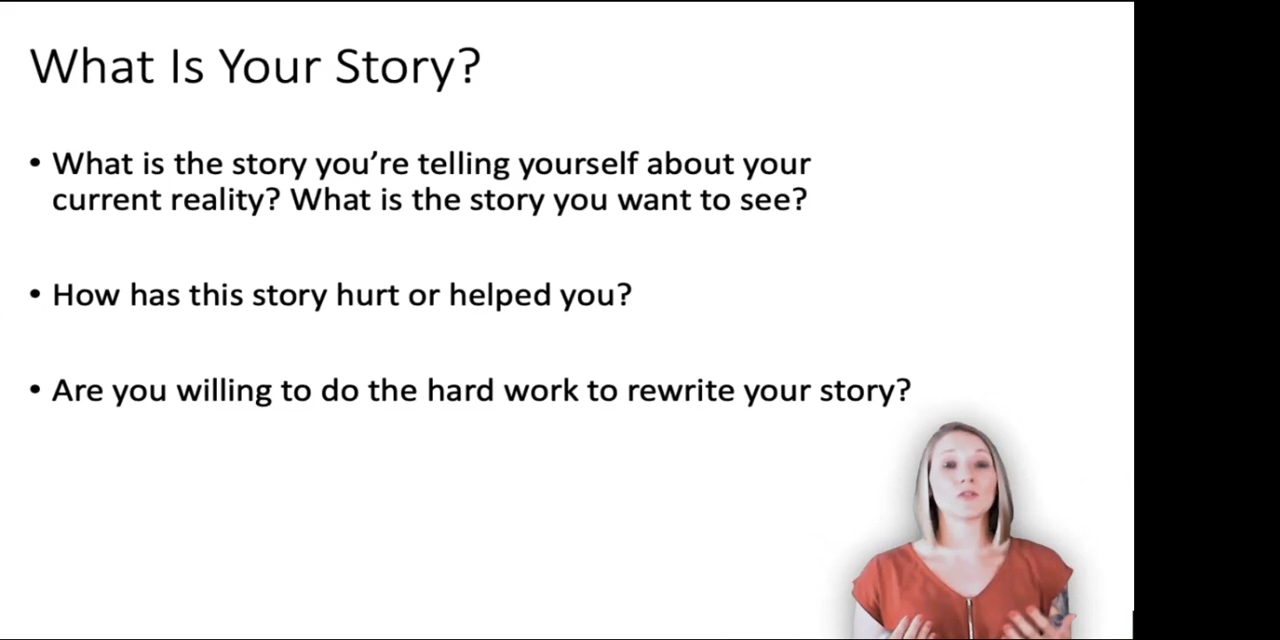 What Is Your Story?
• What is the story you’re telling yourself about your
current reality? What is the story you want to see?
• How has this story hurt or helped you?
• Are you willing to do the hard work to rewrite your story?